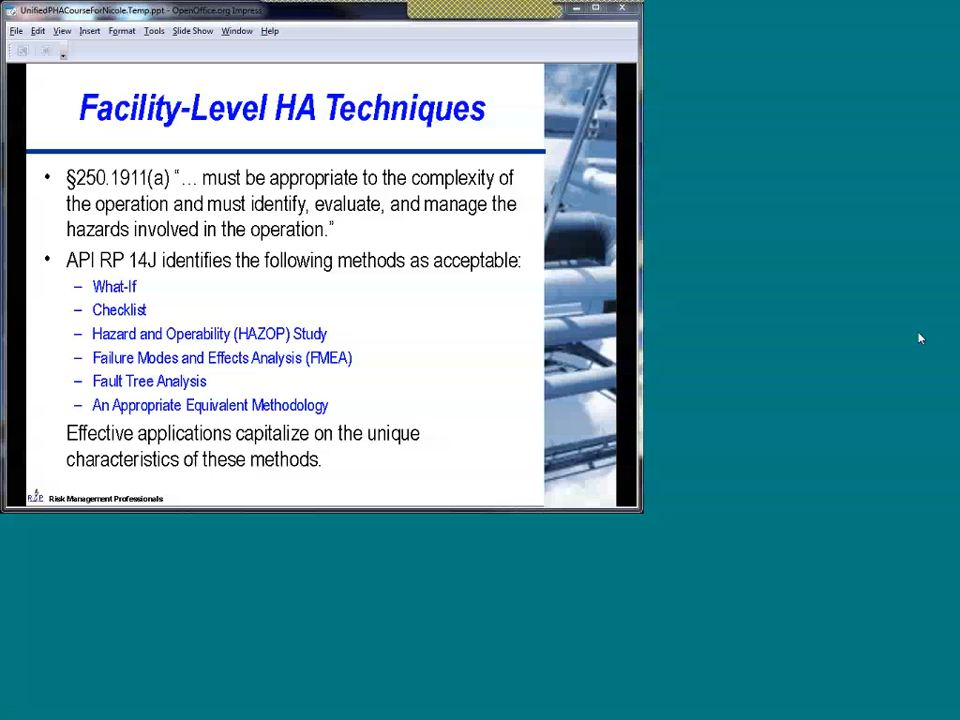 UnifiedPHACourseForNicole.Temp.ppt - OpenOffice.org Impress
File Edit View Insert Format Tools Slide Show Window Help
Facility-Level HA Techniques
• §250.1911(a) “… must be appropriate to the complexity of
the operation and must identify, evaluate, and manage the
hazards involved in the operation.”
• API RP 14J identifies the following methods as acceptable:
– What-If
– Checklist
– Hazard and Operability (HAZOP) Study
– Failure Modes and Effects Analysis (FMEA)
– Fault Tree Analysis
– An Appropriate Equivalent Methodology
Effective applications capitalize on the unique
characteristics of these methods.
Risk Management Professionals